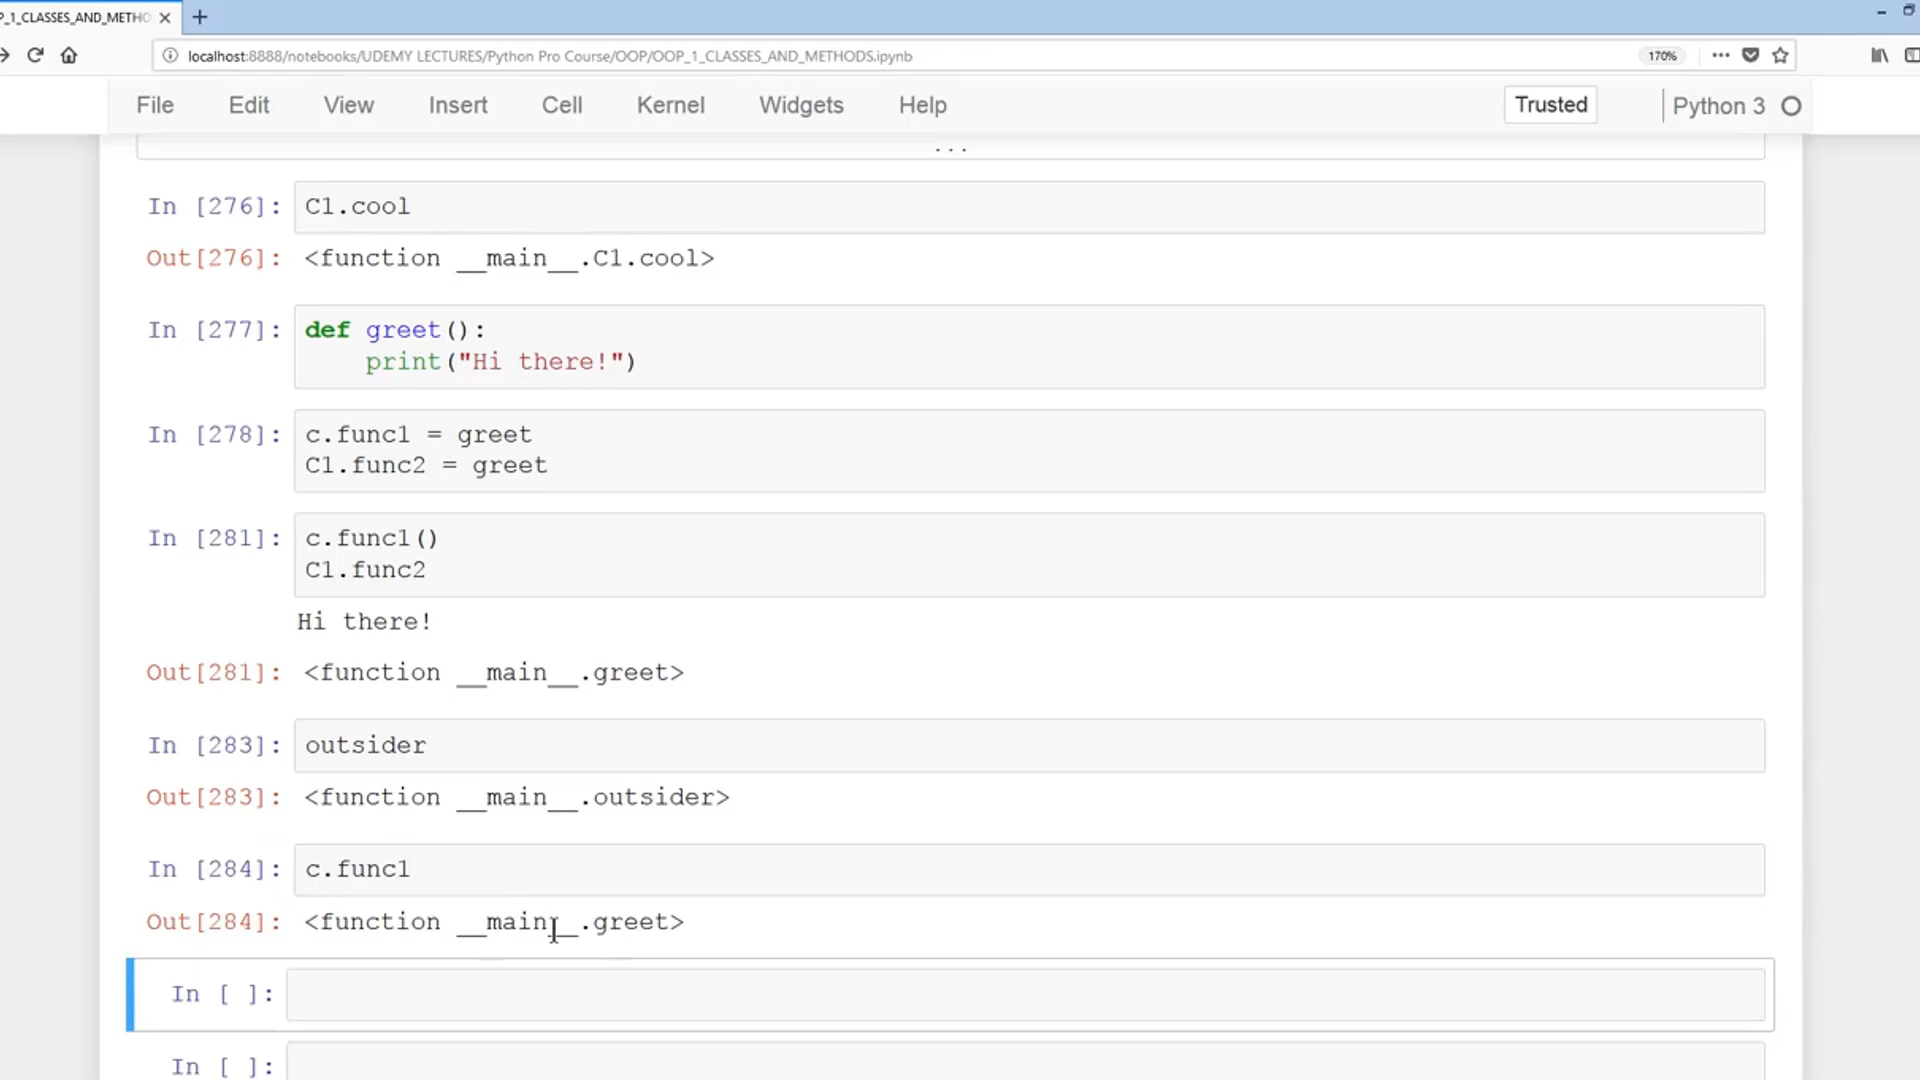 P_1_CLASSES_AND_METHO
localhost:8888/notebooks/UDEMY LECTURES/Python Pro Course/OOP/OOP_1_CLASSES_AND_METHODS.ipynb
170%
File Edit View Insert Cell Kernel Widgets Help
Trusted
Python 3
...
In [276]: C1.cool
Out[276]: <function __main__.C1.cool>
In [277]: def greet():
print("Hi there!")
In [278]: c.func1 = greet
C1.func2 = greet
In [281]: c.func1()
C1.func2
Hi there!
Out[281]: <function __main__.greet>
In [283]: outsider
Out[283]: <function __main__.outsider>
In [284]: c.func1
Out[284]: <function __main__.greet>
In [ ]:
In [ ]: